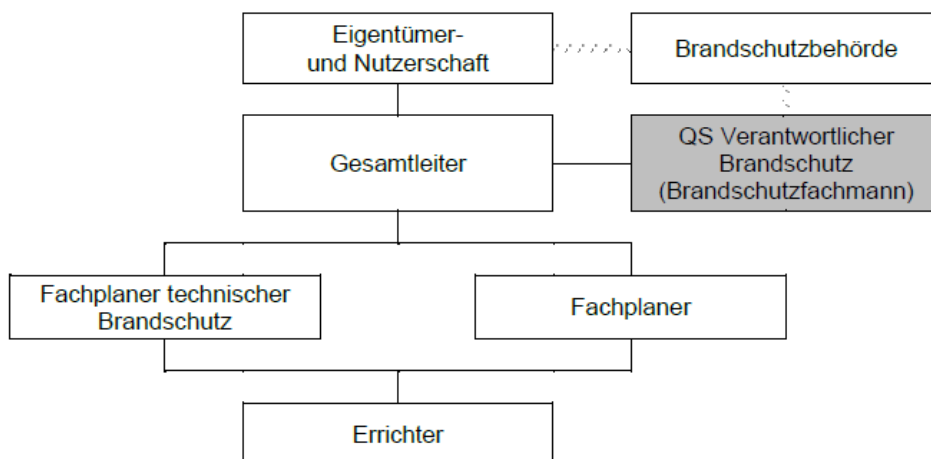 Eigentümer-
und Nutzerschaft
Brandschutzbehörde
Gesamtleiter
QS Verantwortlicher
Brandschutz
(Brandschutzfachmann)
Fachplaner technischer
Brandschutz
Fachplaner
Errichter